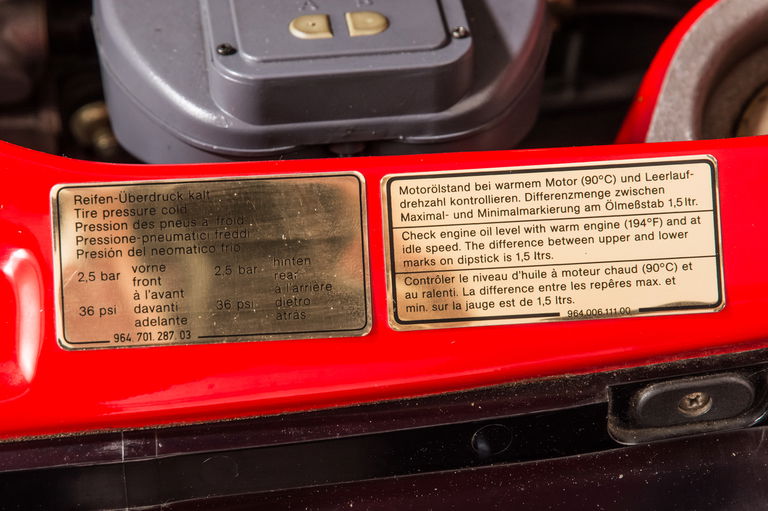 A B
Reifen-Überdruck kalt
Tire pressure cold
Pression des pneus à froid
Pressione-pneumatici freddi
Presión del neomatico frio
2,5 bar vorne 2,5 bar hinten
front rear
à l'avant a l'arrière
36 psi davanti 36 psi dietro
adelante atrás
964. 701. 287. 03
Motorölstand bei warmem Motor (90°C) und Leerlauf-
drehzahl kontrollieren. Differenzmenge zwischen
Maximal- und Minimalmarkierung am Ölmeßstab 1,5 ltr.
Check engine oil level with warm engine (194°F) and at
idle speed. The difference between upper and lower
marks on dipstick is 1,5 ltrs.
Contrôler le niveau d'huile à moteur chaud (90°C) et
au ralenti. La difference entre les repêres max. et
min. sur la jauge est de 1,5 ltrs.
964.006.111.00